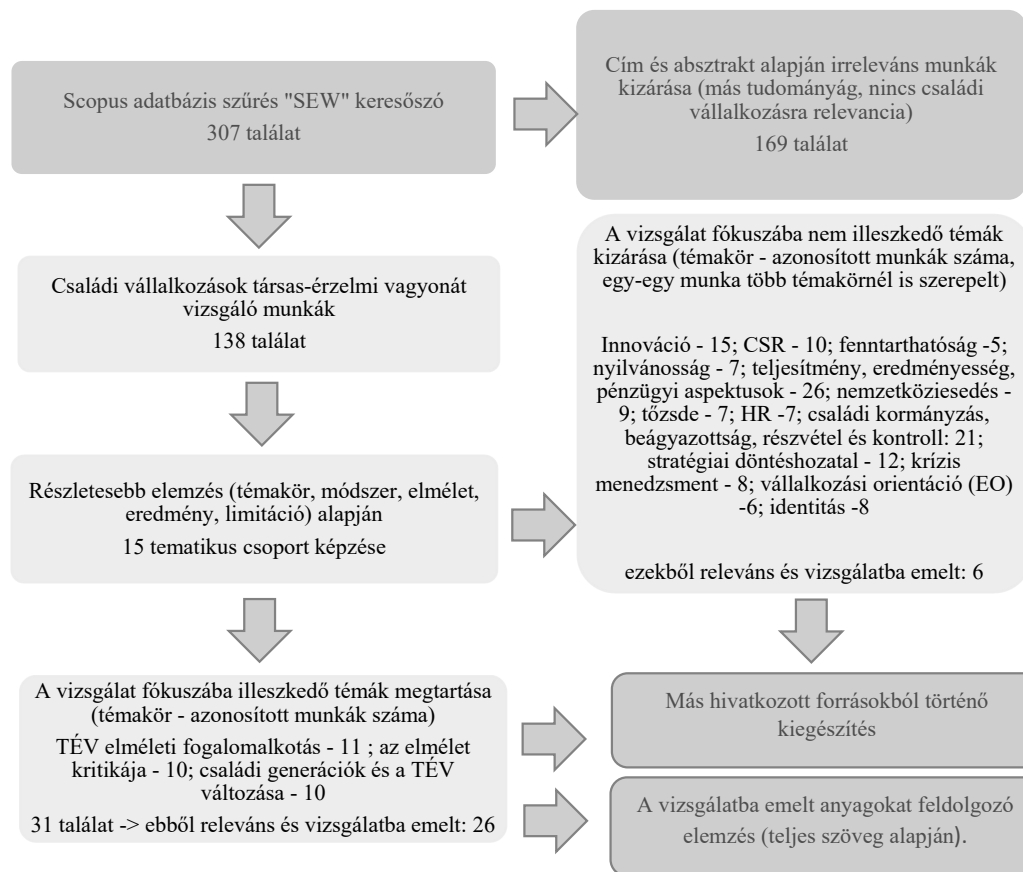 Scopus adatbázis szűrés "SEW" keresőszó
307 találat
Cím és absztrakt alapján irreleváns munkák
kizárása (más tudományág, nincs családi
vállalkozásra relevancia)
169 találat
Családi vállalkozások társas-érzelmi vagyonát
vizsgáló munkák
138 találat
A vizsgálat fókuszába nem illeszkedő témák
kizárása (témakör - azonosított munkák száma,
egy-egy munka több témakörnél is szerepelt)
Innováció - 15; CSR - 10; fenntarthatóság -5;
nyilvánosság - 7; teljesítmény, eredményesség,
pénzügyi aspektusok - 26; nemzetköziesedés -
9; tőzsde - 7; HR -7; családi kormányzás,
beágyazottság, részvétel és kontroll: 21;
stratégiai döntéshozatal - 12; krízis
menedzsment - 8; vállalkozási orientáció (EO)
-6; identitás -8
ezekből releváns és vizsgálatba emelt: 6
Részletesebb elemzés (témakör, módszer, elmélet,
eredmény, limitáció) alapján
15 tematikus csoport képzése
A vizsgálat fókuszába illeszkedő témák megtartása
(témakör - azonosított munkák száma)
TÉV elméleti fogalomalkotás - 11 ; az elmélet
kritikája - 10; családi generációk és a TÉV
változása - 10
31 találat -> ebből releváns és vizsgálatba emelt: 26
Más hivatkozott forrásokból történő
kiegészítés
A vizsgálatba emelt anyagokat feldolgozó
elemzés (teljes szöveg alapján).